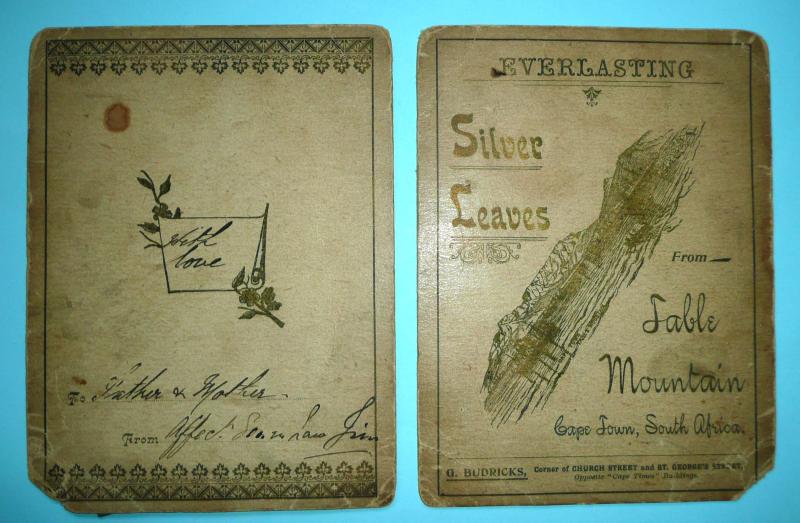 With
love
To Father & Mother.
From Affect. Son in Law Jim
EVERLASTING
Silver
Leaves
From
Table
Mountain
Cape Town, South Africa.
G. BUDRICKS, Corner of CHURCH STREET and ST. GEORGE'S STREET,
Opposite "Cape Times" Buildings.